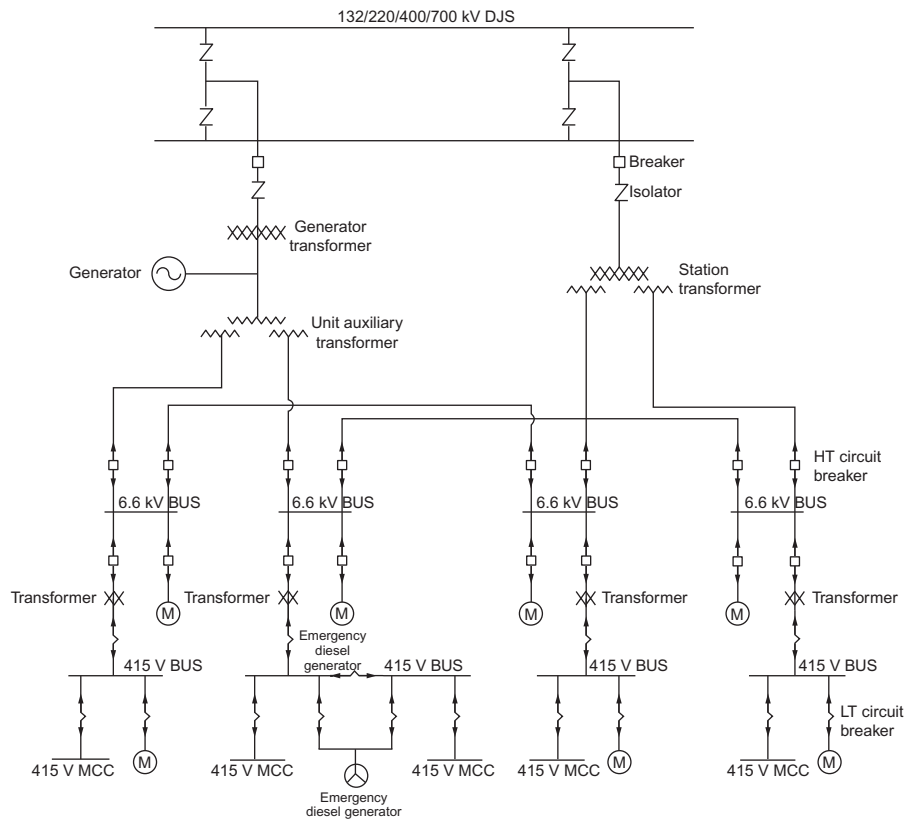 132/220/400/700 kV DJS
Breaker
Isolator
Generator
transformer
Generator
Station
transformer
Unit auxiliary
transformer
HT circuit
breaker
6.6 kV BUS
6.6 kV BUS
6.6 kV BUS
6.6 kV BUS
Transformer
M
Transformer
M
M
Transformer
M
Transformer
Emergency
diesel
generator
415 V BUS
415 V BUS
415 V BUS
415 V BUS
LT circuit
breaker
415 V MCC
M
415 V MCC
415 V MCC
415 V MCC
M
415 V MCC
M
Emergency
diesel generator